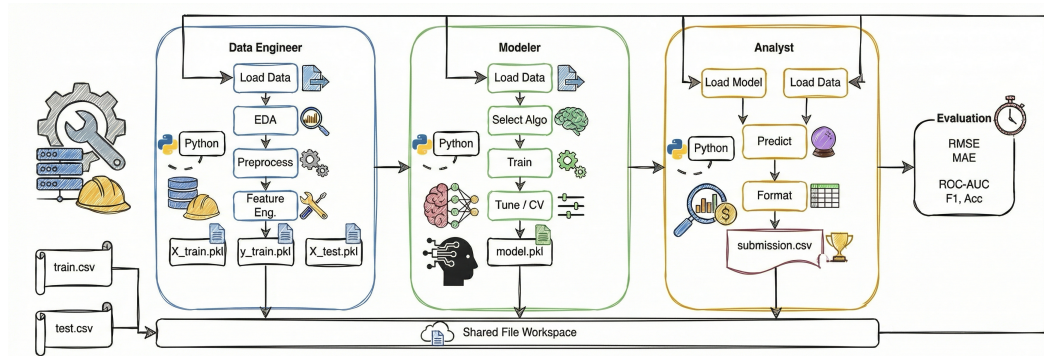 Data Engineer
Load Data
EDA
Python
Preprocess
Feature
Eng.
X_train.pkl
y_train.pkl
X_test.pkl
Modeler
Load Data
Select Algo
Python
Train
Tune / CV
model.pkl
Analyst
Load Model
Load Data
Python
Predict
Format
$
submission.csv
Evaluation
RMSE
MAE
ROC-AUC
F1, Acc
train.csv
test.csv
Shared File Workspace